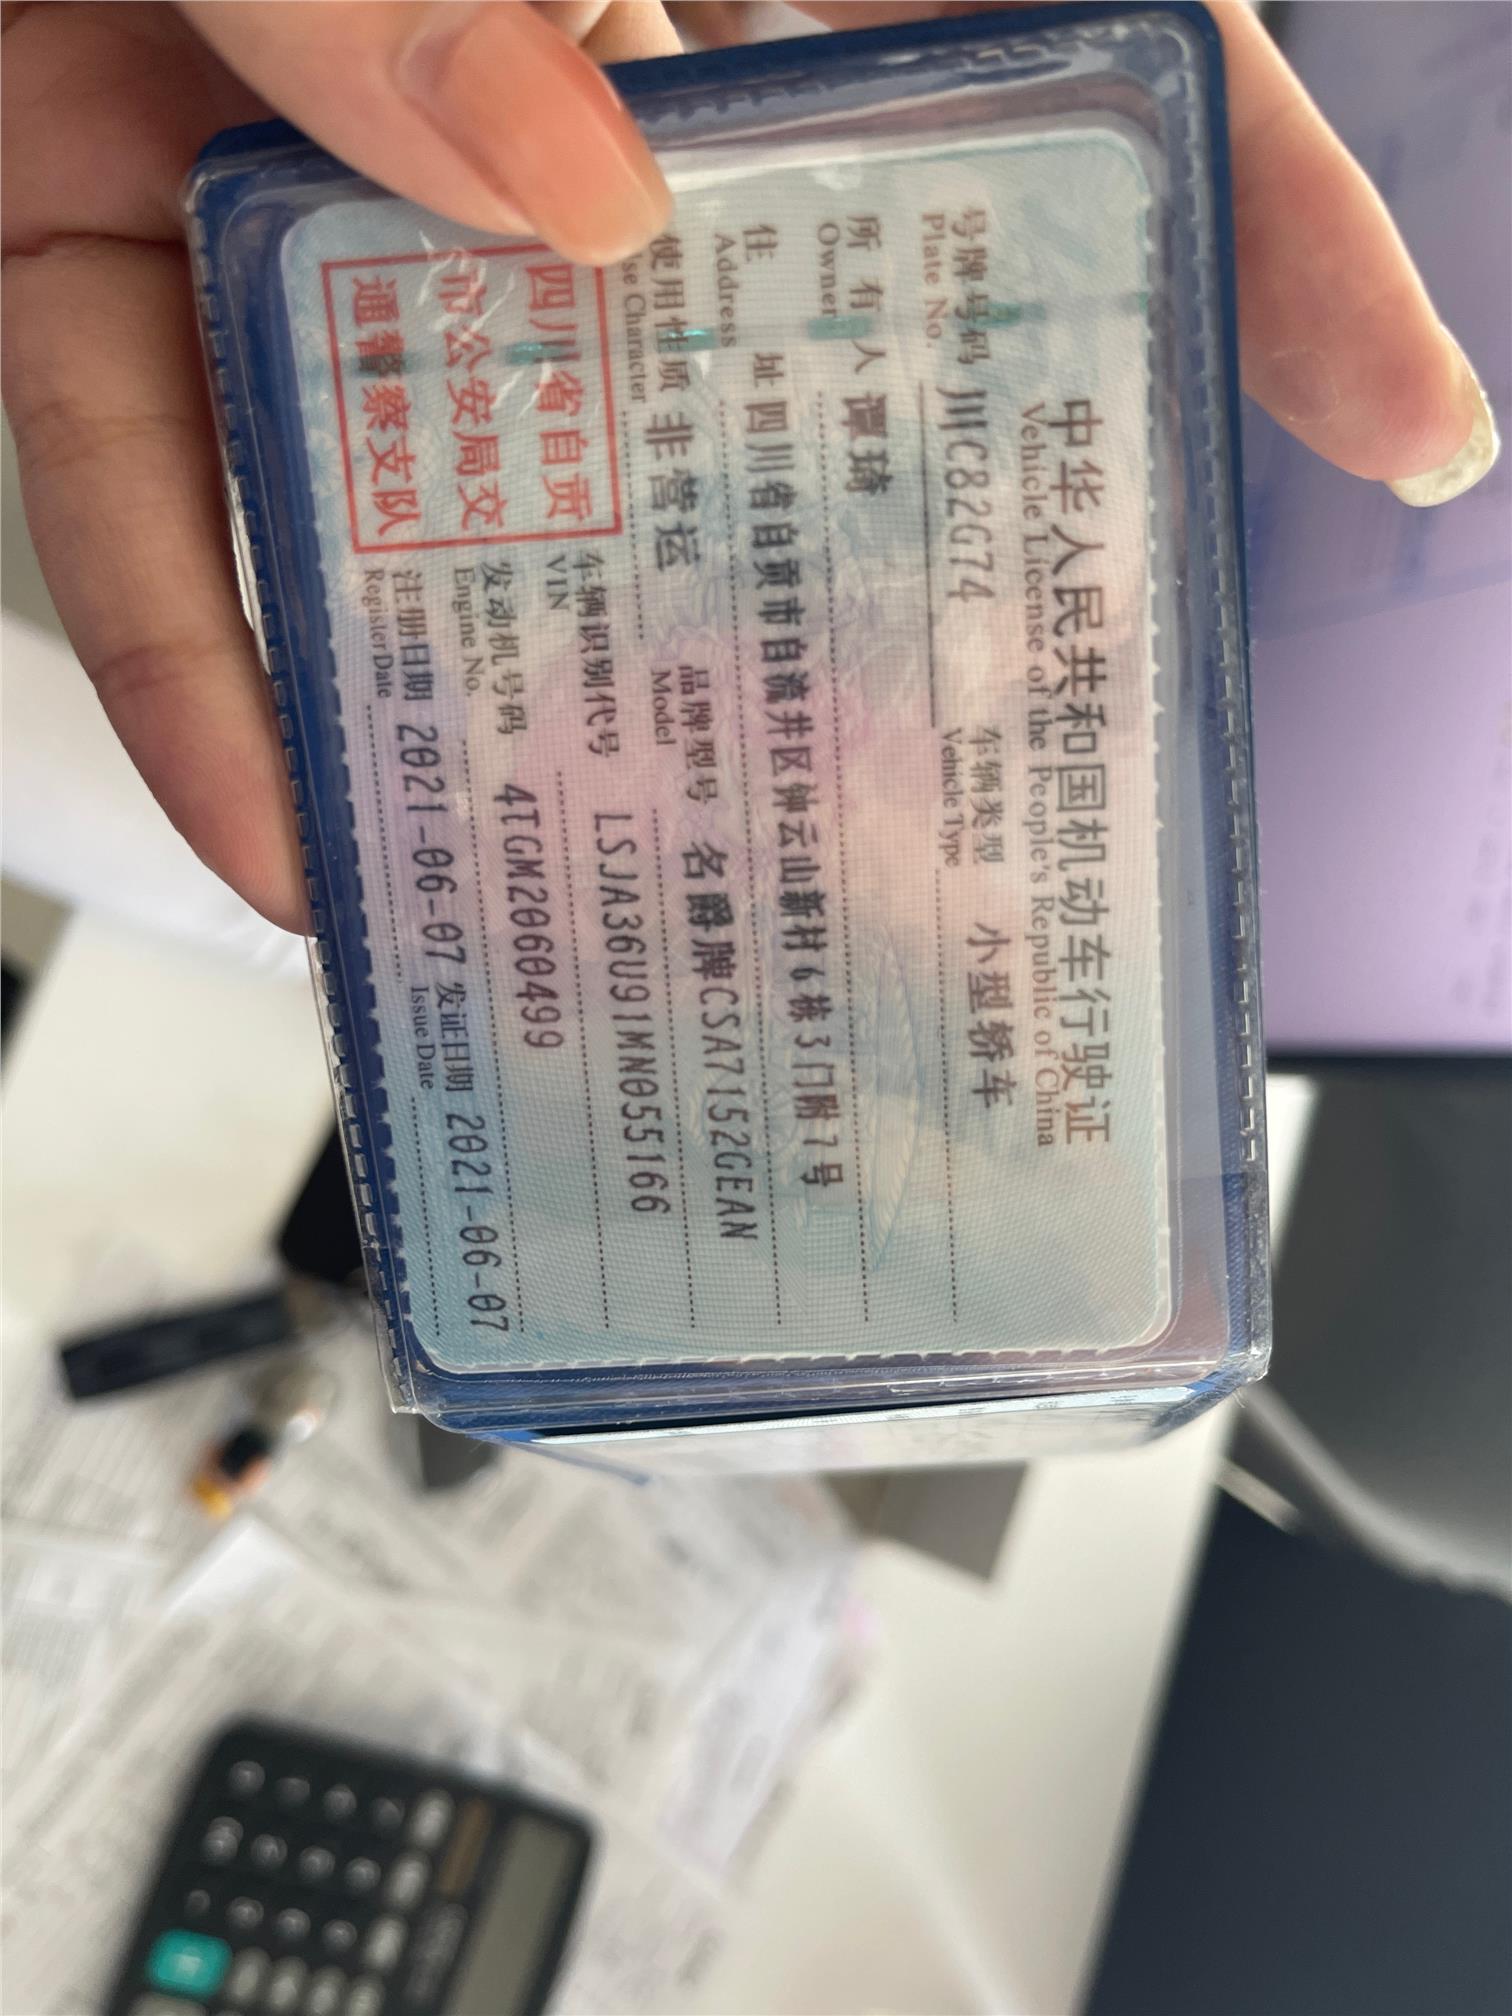 中华人民共和国机动车行驶证
Vehicle License of the People's Republic of China
号牌号码 川C82G74 车辆类型 小型轿车
Plate No. Vehicle Type
所有人 谭琦
Owner
住址 四川省自贡市自流井区钟云山新村6栋3门附7号
Address
使用性质 非营运 品牌型号 名爵牌CSA7152GEAN
Use Character Model
四川省自贡
市公安局交
通警察支队
车辆识别代号 LSJA36U91MN055166
VIN
发动机号码 4TGM2060499
Engine No.
注册日期 2021-06-07 发证日期 2021-06-07
Register Date Issue Date